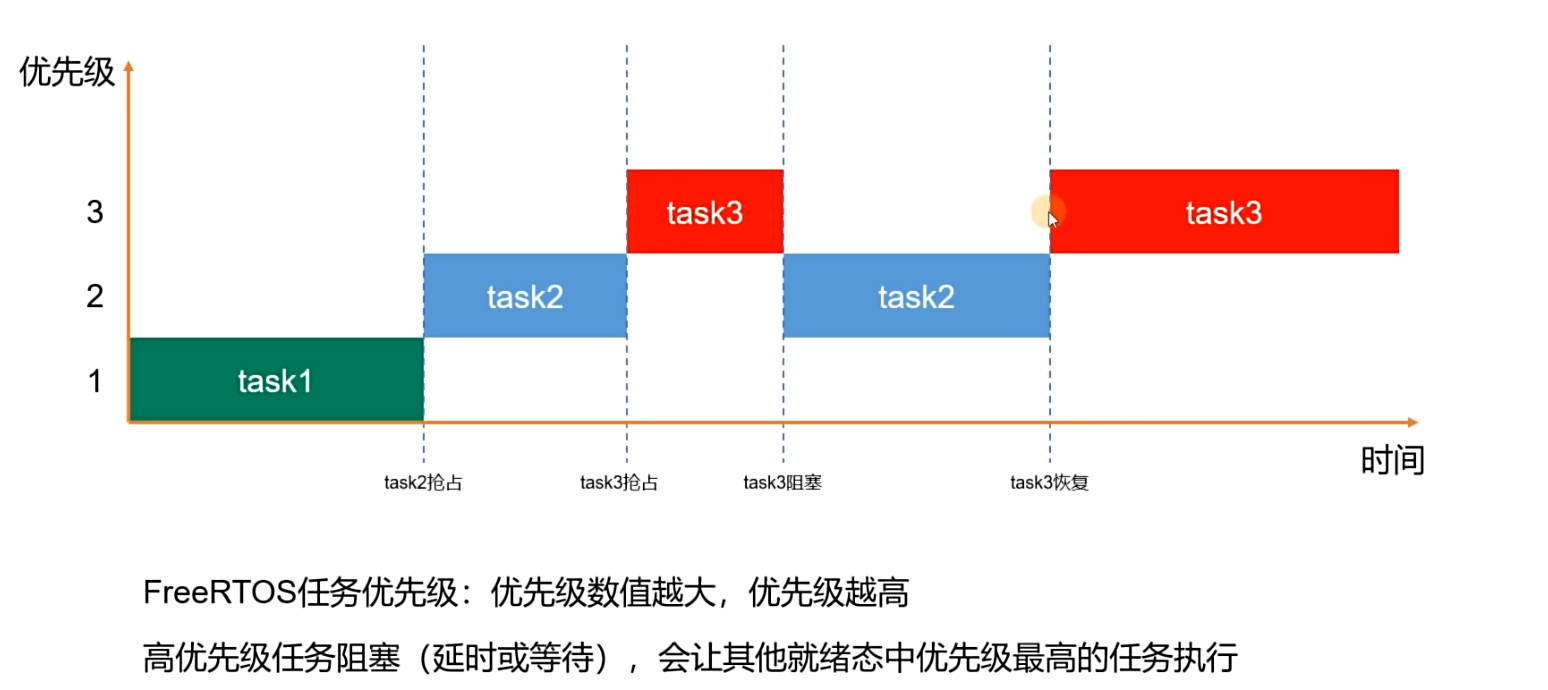 优先级
3
task3
task3
2
task2
task2
1
task1
时间
task2抢占
task3抢占
task3阻塞
task3恢复
FreeRTOS任务优先级：优先级数值越大，优先级越高
高优先级任务阻塞（延时或等待），会让其他就绪态中优先级最高的任务执行